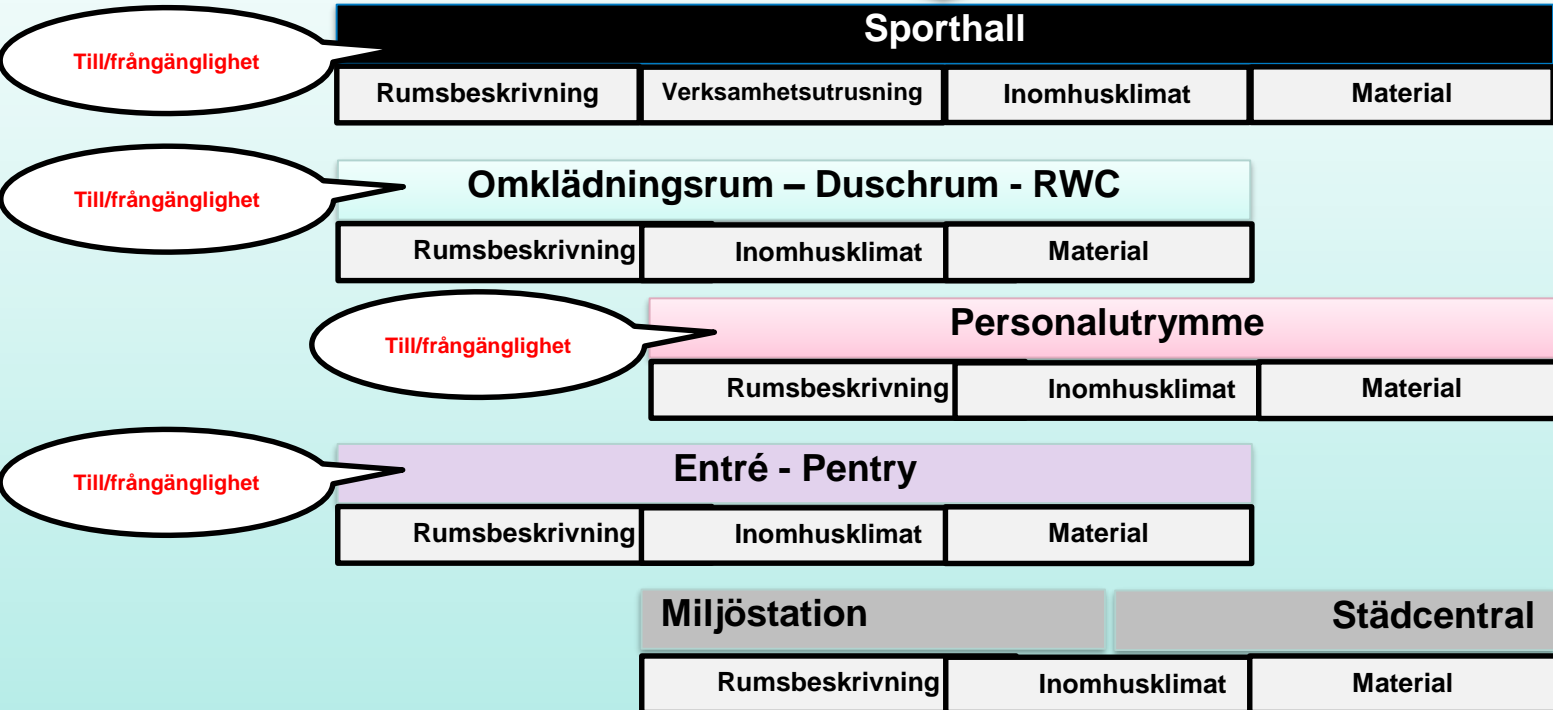 Sporthall
Till/frångänglighet
Rumsbeskrivning Verksamhetsutrusning Inomhusklimat Material
Omklädningsrum – Duschrum - RWC
Till/frångänglighet
Rumsbeskrivning Inomhusklimat Material
Personalutrymme
Till/frångänglighet
Rumsbeskrivning Inomhusklimat Material
Entré - Pentry
Till/frångänglighet
Rumsbeskrivning Inomhusklimat Material
Miljöstation Städcentral
Rumsbeskrivning Inomhusklimat Material